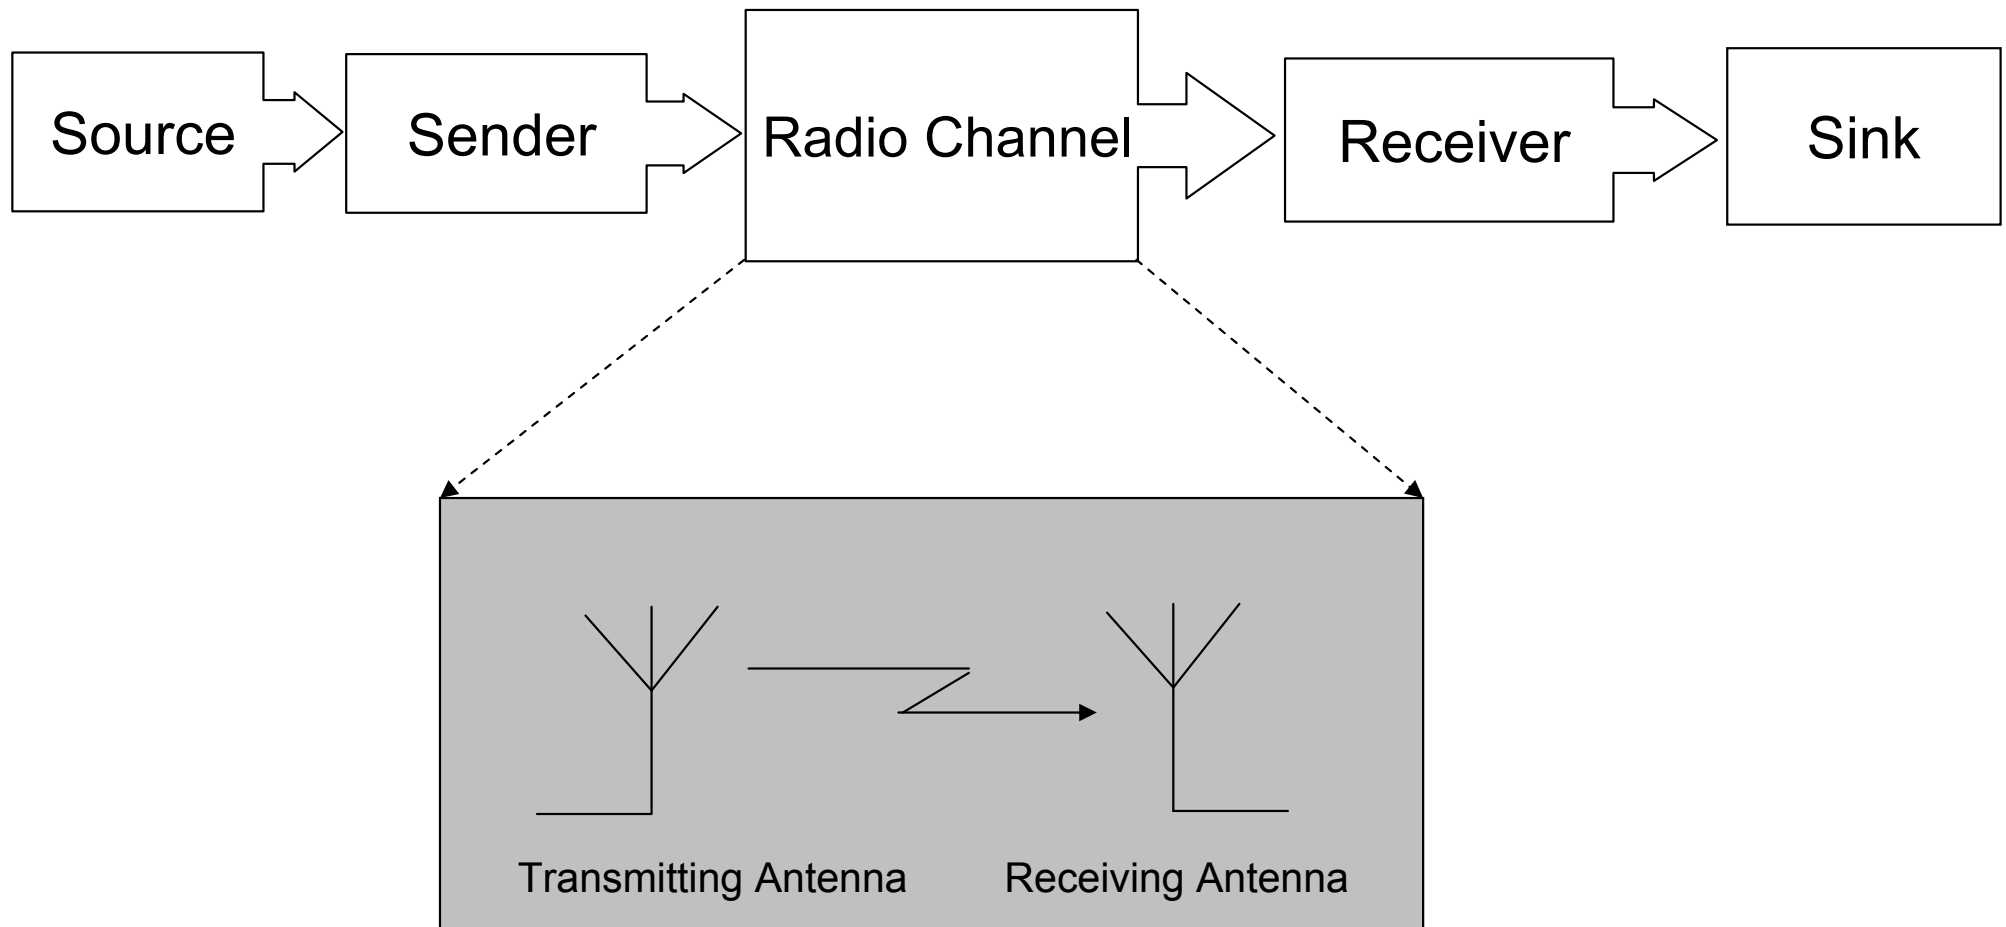 Source
Sender
Radio Channel
Receiver
Sink
Transmitting Antenna
Receiving Antenna